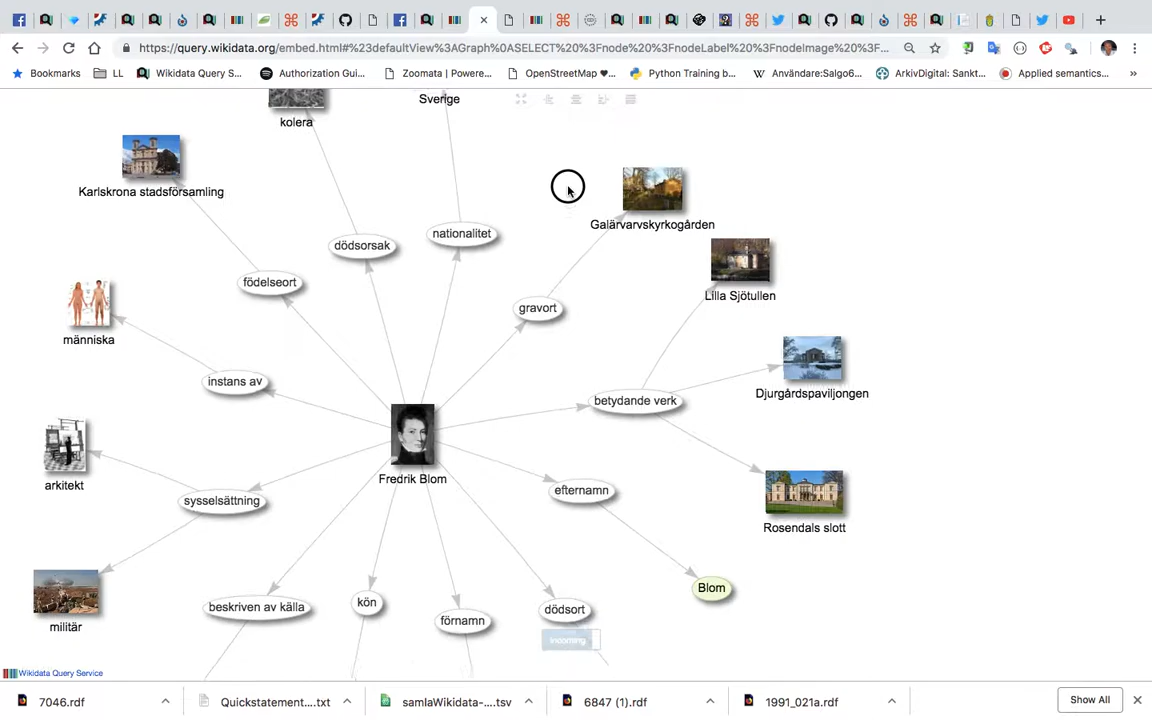 https://query.wikidata.org/embed.html#%23defaultView%3AGraph%0ASELECT%20%3Fnode%20%3FnodeLabel%20%3FnodeImage%20%3F...
Bookmarks
LL
Wikidata Query S...
Authorization Gui...
Zoomata | Powere...
OpenStreetMap ♥...
Python Training b...
Användare:Salgo6...
ArkivDigital: Sankt...
Applied semantics...
»
Sverige
kolera
Karlskrona stadsförsamling
Galärvarvskyrkogården
nationalitet
dödsorsak
födelseort
Lilla Sjötullen
gravort
människa
instans av
Djurgårdspaviljongen
betydande verk
Fredrik Blom
arkitekt
efternamn
sysselsättning
Rosendals slott
Blom
militär
beskriven av källa
kön
förnamn
dödsort
Incoming
Wikidata Query Service
7046.rdf
Quickstatement....txt
samlaWikidata-....tsv
6847 (1).rdf
1991_021a.rdf
Show All